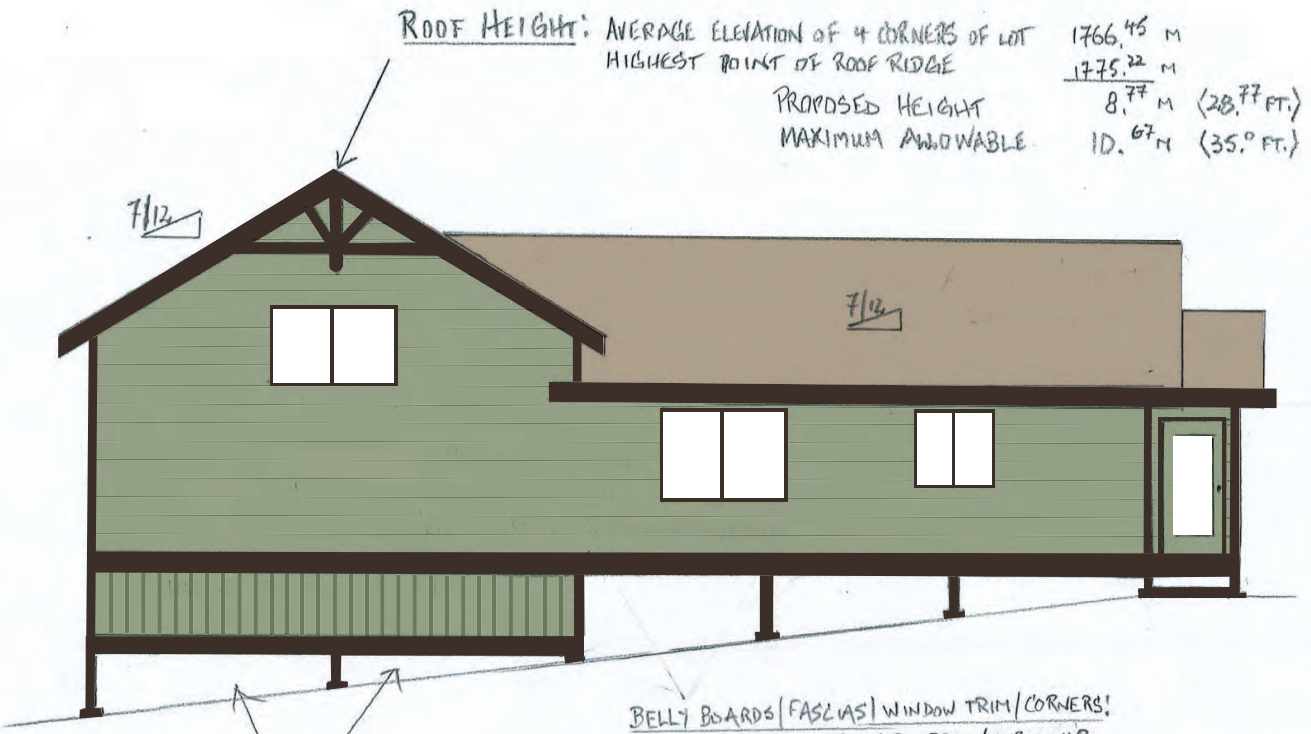 ROOF HEIGHT: AVERAGE ELEVATION OF 4 CORNERS OF LOT 1766.45 M
HIGHEST POINT OF ROOF RIDGE 1775.22 M
PROPOSED HEIGHT 8.77 M (28.77 FT.)
MAXIMUM ALLOWABLE 10.67 M (35.0 FT.)
7/12
7/12
BELLY BOARDS/FASCIAS/WINDOW TRIM/CORNERS: